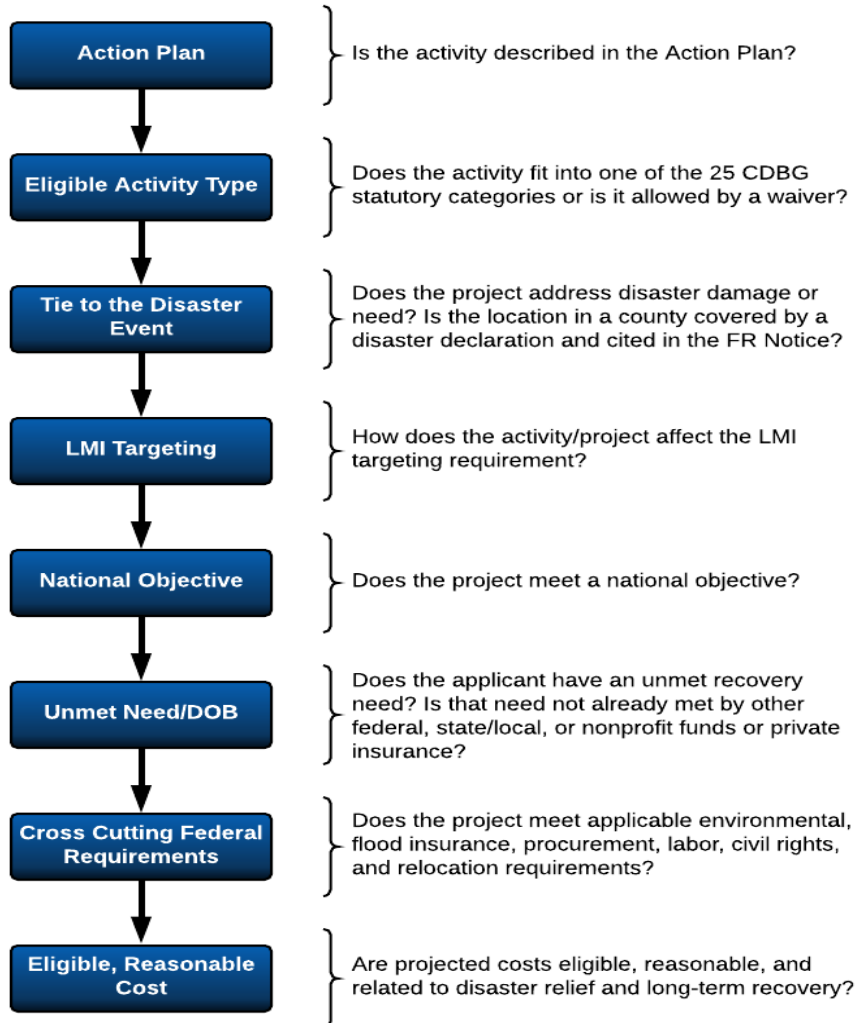 Action Plan
Is the activity described in the Action Plan?
Eligible Activity Type
Does the activity fit into one of the 25 CDBG
statutory categories or is it allowed by a waiver?
Tie to the Disaster
Event
Does the project address disaster damage or
need? Is the location in a county covered by a
disaster declaration and cited in the FR Notice?
LMI Targeting
How does the activity/project affect the LMI
targeting requirement?
National Objective
Does the project meet a national objective?
Unmet Need/DOB
Does the applicant have an unmet recovery
need? Is that need not already met by other
federal, state/local, or nonprofit funds or private
insurance?
Cross Cutting Federal
Requirements
Does the project meet applicable environmental,
flood insurance, procurement, labor, civil rights,
and relocation requirements?
Eligible, Reasonable
Cost
Are projected costs eligible, reasonable, and
related to disaster relief and long-term recovery?